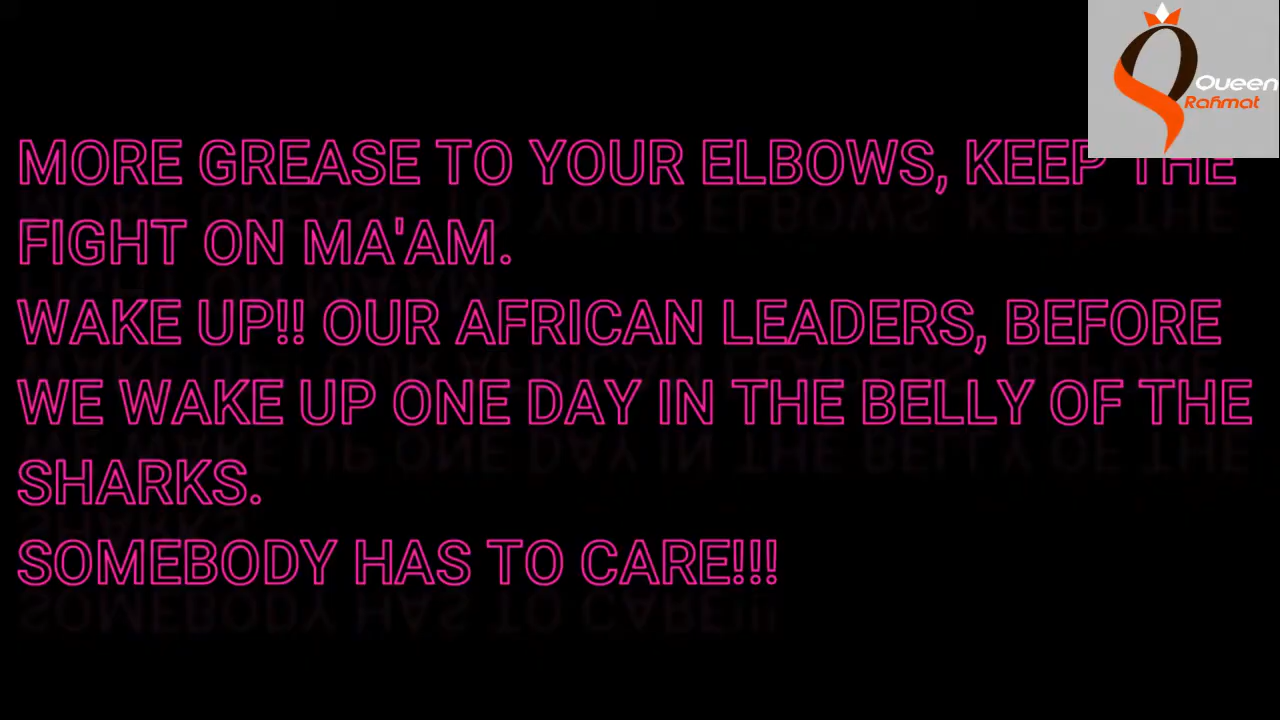 Queen
Rahmat
MORE GREASE TO YOUR ELBOWS, KEEP THE
FIGHT ON MA'AM.
WAKE UP!! OUR AFRICAN LEADERS, BEFORE
WE WAKE UP ONE DAY IN THE BELLY OF THE
SHARKS.
SOMEBODY HAS TO CARE!!!